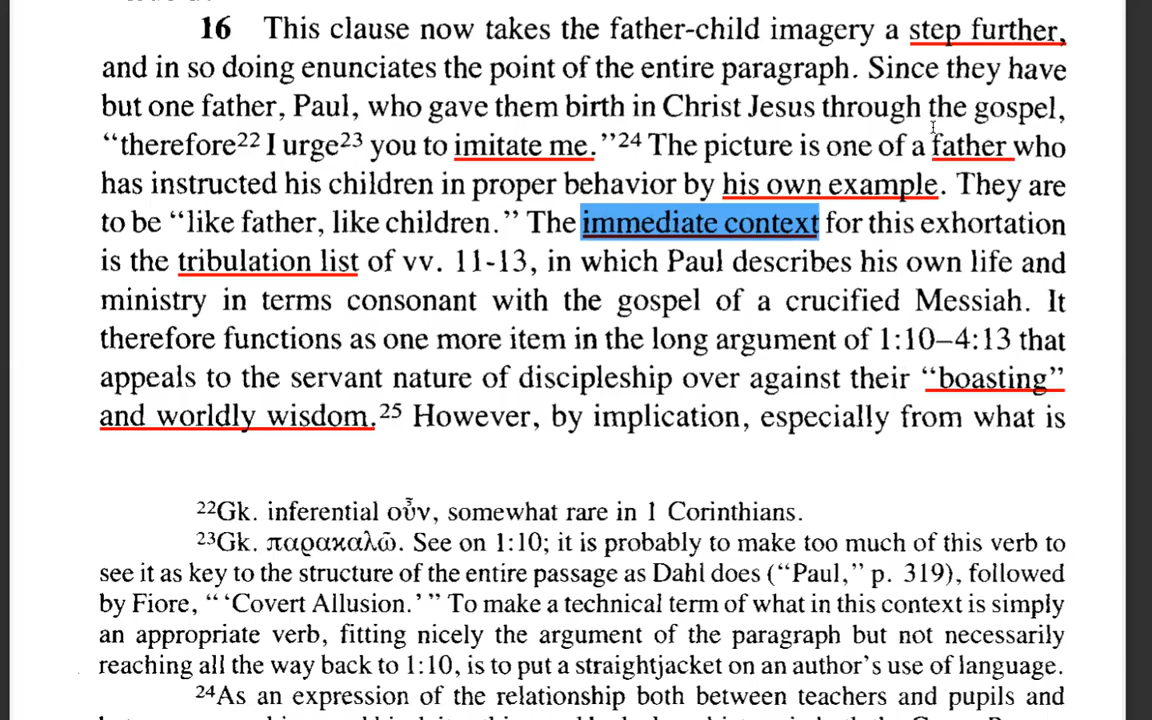 16 This clause now takes the father-child imagery a step further,
and in so doing enunciates the point of the entire paragraph. Since they have
but one father, Paul, who gave them birth in Christ Jesus through the gospel,
“therefore22 I urge23 you to imitate me.”24 The picture is one of a father who
has instructed his children in proper behavior by his own example. They are
to be “like father, like children.” The immediate context for this exhortation
is the tribulation list of vv. 11-13, in which Paul describes his own life and
ministry in terms consonant with the gospel of a crucified Messiah. It
therefore functions as one more item in the long argument of 1:10–4:13 that
appeals to the servant nature of discipleship over against their “boasting”
and worldly wisdom.25 However, by implication, especially from what is
22Gk. inferential οὖν, somewhat rare in 1 Corinthians.
23Gk. παρακαλῶ. See on 1:10; it is probably to make too much of this verb to
see it as key to the structure of the entire passage as Dahl does (“Paul,” p. 319), followed
by Fiore, “ ‘Covert Allusion.’ ” To make a technical term of what in this context is simply
an appropriate verb, fitting nicely the argument of the paragraph but not necessarily
reaching all the way back to 1:10, is to put a straightjacket on an author’s use of language.
24As an expression of the relationship both between teachers and pupils and